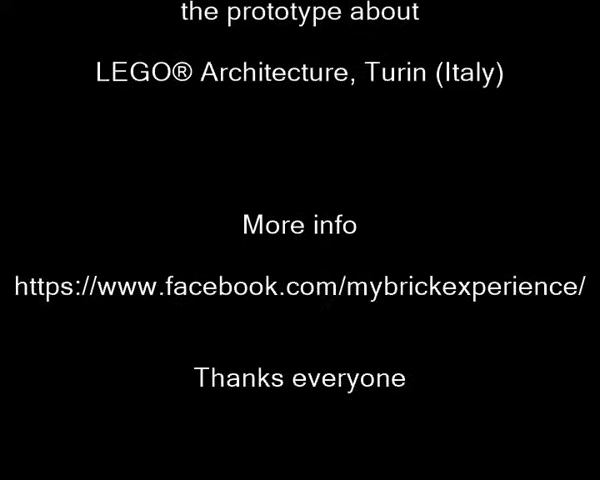 the prototype about
LEGO® Architecture, Turin (Italy)
More info
https://www.facebook.com/mybrickexperience/
Thanks everyone